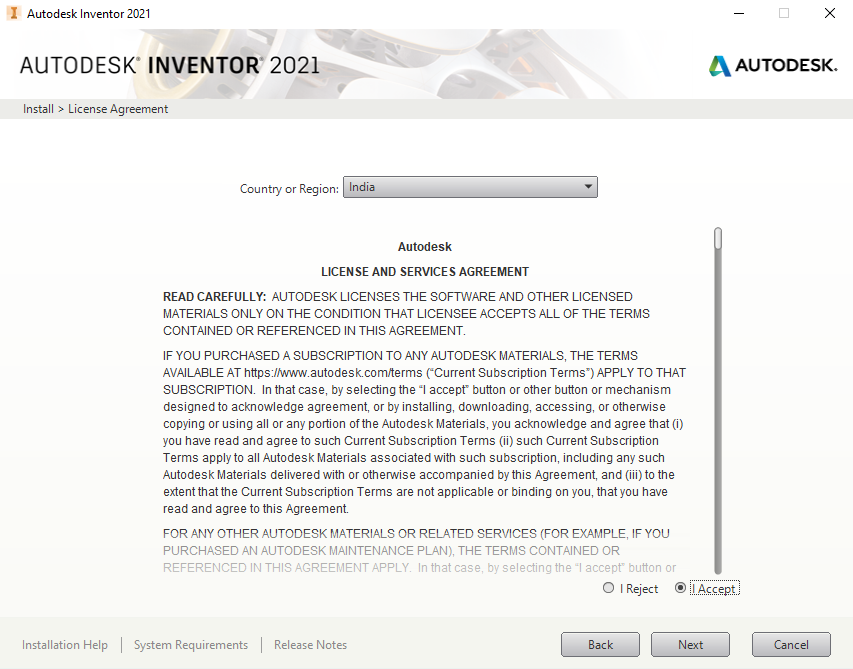 Autodesk Inventor 2021
AUTODESK® INVENTOR® 2021
AUTODESK.
Install > License Agreement
Country or Region: India
Autodesk
LICENSE AND SERVICES AGREEMENT
READ CAREFULLY: AUTODESK LICENSES THE SOFTWARE AND OTHER LICENSED
MATERIALS ONLY ON THE CONDITION THAT LICENSEE ACCEPTS ALL OF THE TERMS
CONTAINED OR REFERENCED IN THIS AGREEMENT.
IF YOU PURCHASED A SUBSCRIPTION TO ANY AUTODESK MATERIALS, THE TERMS
AVAILABLE AT https://www.autodesk.com/terms (“Current Subscription Terms”) APPLY TO THAT
SUBSCRIPTION. In that case, by selecting the “I accept” button or other button or mechanism
designed to acknowledge agreement, or by installing, downloading, accessing, or otherwise
copying or using all or any portion of the Autodesk Materials, you acknowledge and agree that (i)
you have read and agree to such Current Subscription Terms (ii) such Current Subscription
Terms apply to all Autodesk Materials associated with such subscription, including any such
Autodesk Materials delivered with or otherwise accompanied by this Agreement, and (iii) to the
extent that the Current Subscription Terms are not applicable or binding on you, that you have
read and agree to this Agreement.
FOR ANY OTHER AUTODESK MATERIALS OR RELATED SERVICES (FOR EXAMPLE, IF YOU
PURCHASED AN AUTODESK MAINTENANCE PLAN), THE TERMS CONTAINED OR
REFERENCED IN THIS AGREEMENT APPLY. In that case, by selecting the “I accept” button or
I Reject I Accept
Installation Help System Requirements Release Notes Back Next Cancel